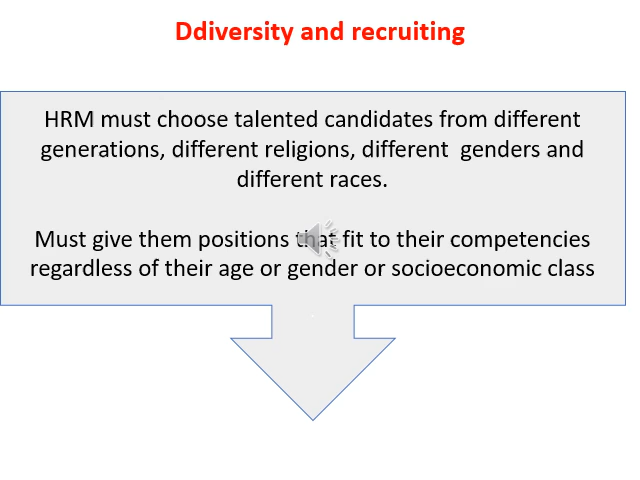 Ddiversity and recruiting
HRM must choose talented candidates from different
generations, different religions, different genders and
different races.
Must give them positions that fit to their competencies
regardless of their age or gender or socioeconomic class